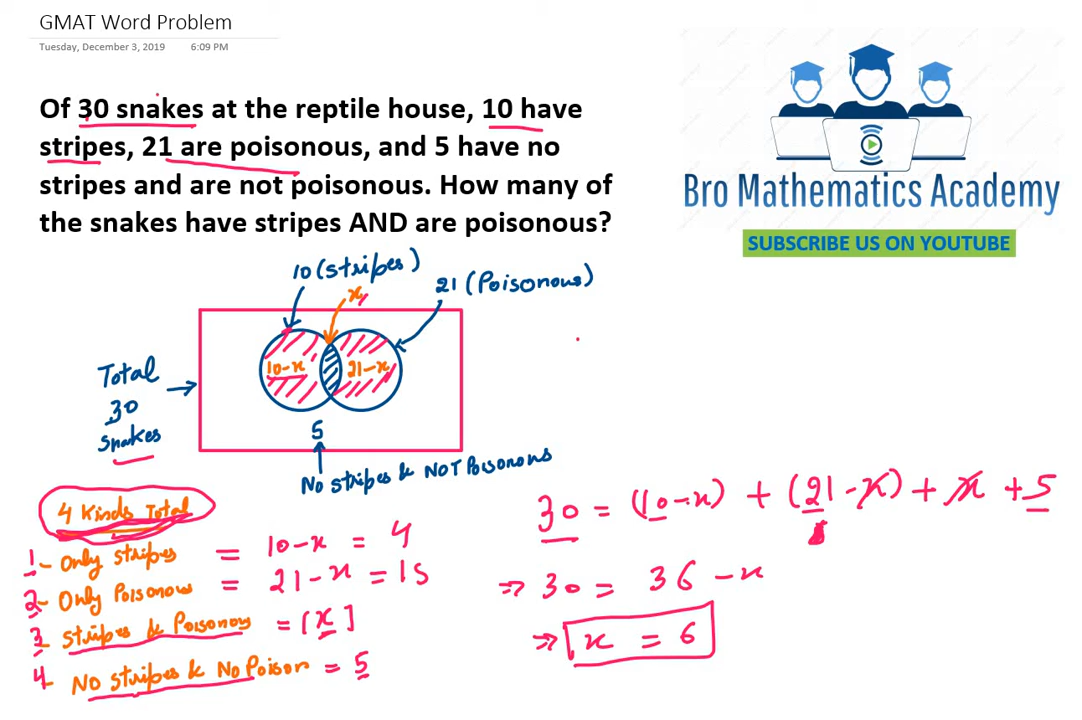 GMAT Word Problem
Tuesday, December 3, 2019 6:09 PM
Of 30 snakes at the reptile house, 10 have
stripes, 21 are poisonous, and 5 have no
stripes and are not poisonous. How many of
the snakes have stripes AND are poisonous?
Bro Mathematics Academy
SUBSCRIBE US ON YOUTUBE
10 (stripes)
x
21 (Poisonous)
10-x
21-x
Total
30
Snakes
5
No stripes & NOT Poisonous
4 Kinds Total
1- Only stripes = 10-x = 4
2- Only Poisonous = 21-x = 15
3 stripes & Poisonous = [x]
4- No stripes & No Poison = 5
30 = (10-x) + (21-x) + x + 5
⇒ 30 = 36 - x
⇒ x = 6